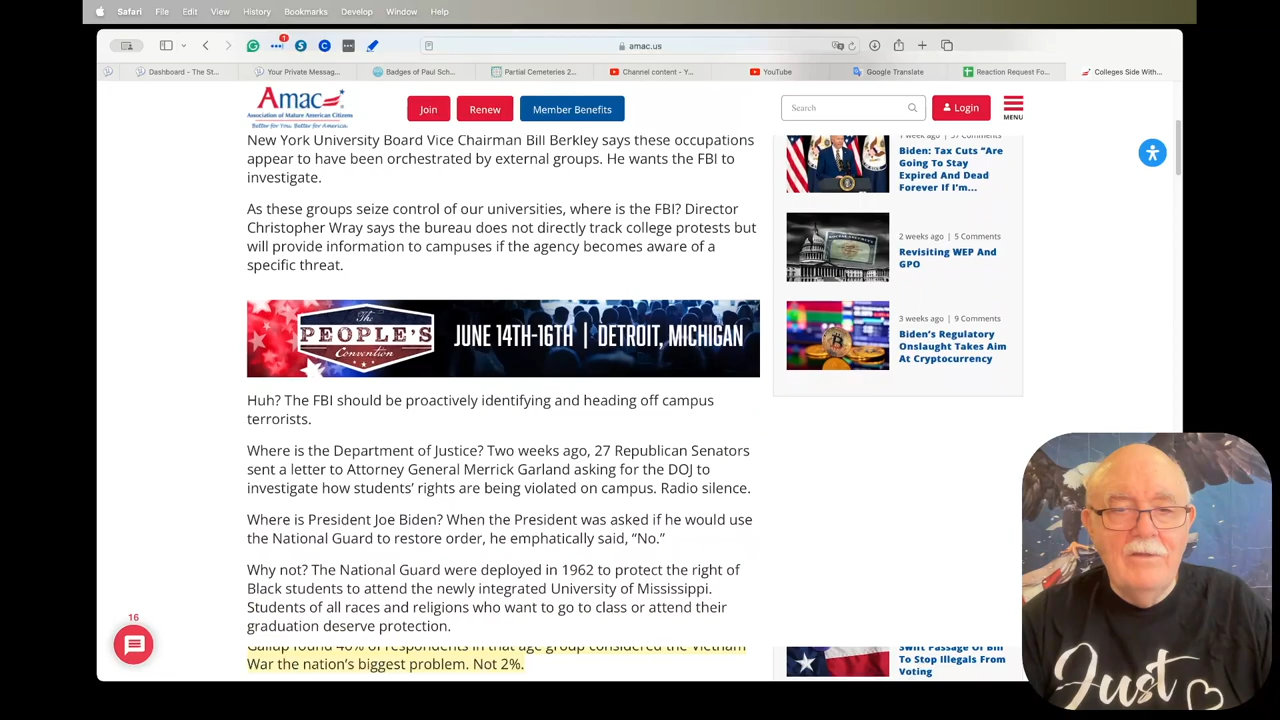 Safari File Edit View History Bookmarks Develop Window Help
1
amac.us
Dashboard - The St...
Your Private Messag...
Badges of Paul Sch...
Partial Cemeteries 2...
Channel content - Y...
YouTube
Google Translate
Reaction Request Fo...
Colleges Side With...
Amac
Association of Mature American Citizens
Better for You. Better for America.
Join
Renew
Member Benefits
Search
Login
MENU
New York University Board Vice Chairman Bill Berkley says these occupations
appear to have been orchestrated by external groups. He wants the FBI to
investigate.
As these groups seize control of our universities, where is the FBI? Director
Christopher Wray says the bureau does not directly track college protests but
will provide information to campuses if the agency becomes aware of a
specific threat.
The
PEOPLE'S
Convention
JUNE 14TH-16TH | DETROIT, MICHIGAN
Huh? The FBI should be proactively identifying and heading off campus
terrorists.
Where is the Department of Justice? Two weeks ago, 27 Republican Senators
sent a letter to Attorney General Merrick Garland asking for the DOJ to
investigate how students' rights are being violated on campus. Radio silence.
Where is President Joe Biden? When the President was asked if he would use
the National Guard to restore order, he emphatically said, “No.”
Why not? The National Guard were deployed in 1962 to protect the right of
Black students to attend the newly integrated University of Mississippi.
Students of all races and religions who want to go to class or attend their
graduation deserve protection.
Gallup found 40% of respondents in that age group considered the Vietnam
War the nation's biggest problem. Not 2%.
1 week ago | 37 Comments
Biden: Tax Cuts “Are
Going To Stay
Expired And Dead
Forever If I'm...
2 weeks ago | 5 Comments
Revisiting WEP And
GPO
3 weeks ago | 9 Comments
Biden's Regulatory
Onslaught Takes Aim
At Cryptocurrency
Swift Passage Of Bill
To Stop Illegals From
Voting
16
Just